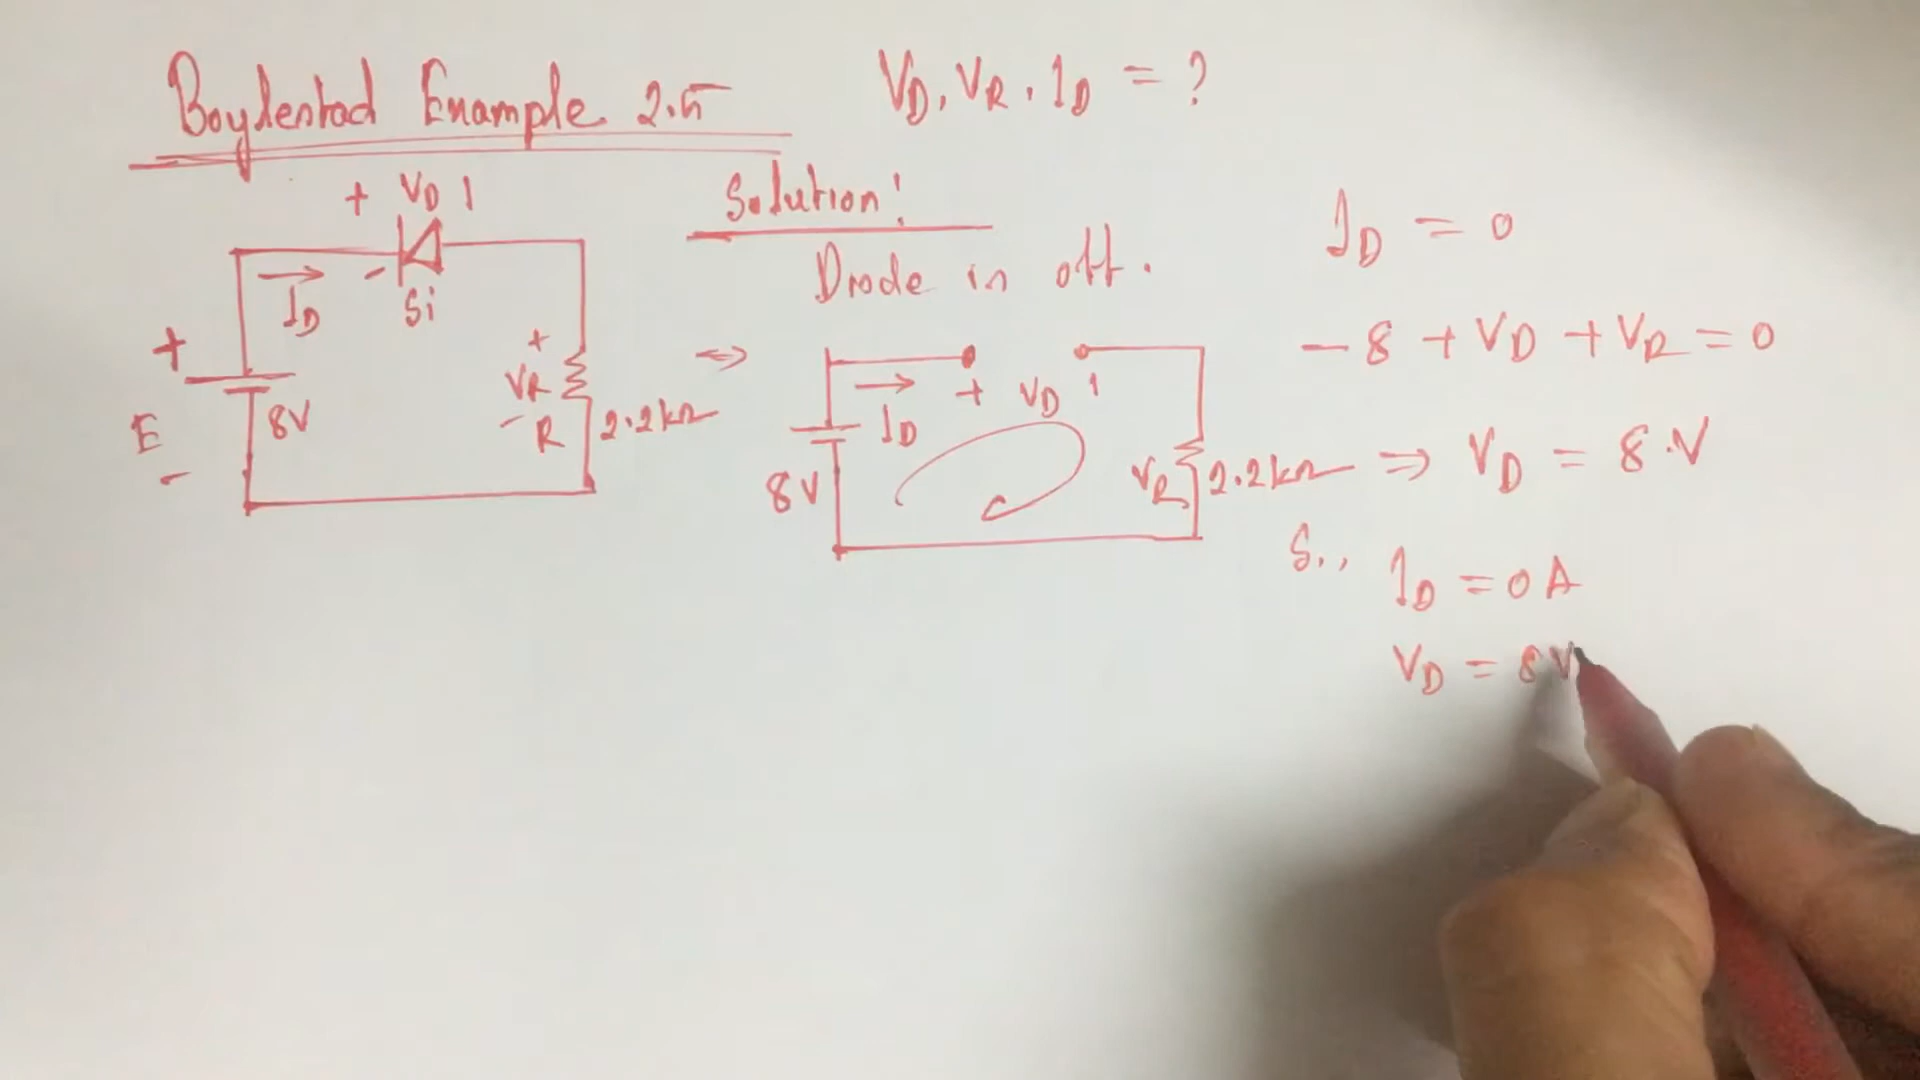 Boylestad Example 2.5
VD, VR, ID = ?
+ VD -
ID
- Si
+
E
-
8V
+
VR
-
R
2.2kΩ
Solution:
Diode is off.
⇒
ID
+ VD -
8V
VR
2.2kΩ
ID = 0
-8 + VD + VR = 0
⇒ VD = 8.V
So,
ID = 0A
VD = 8V